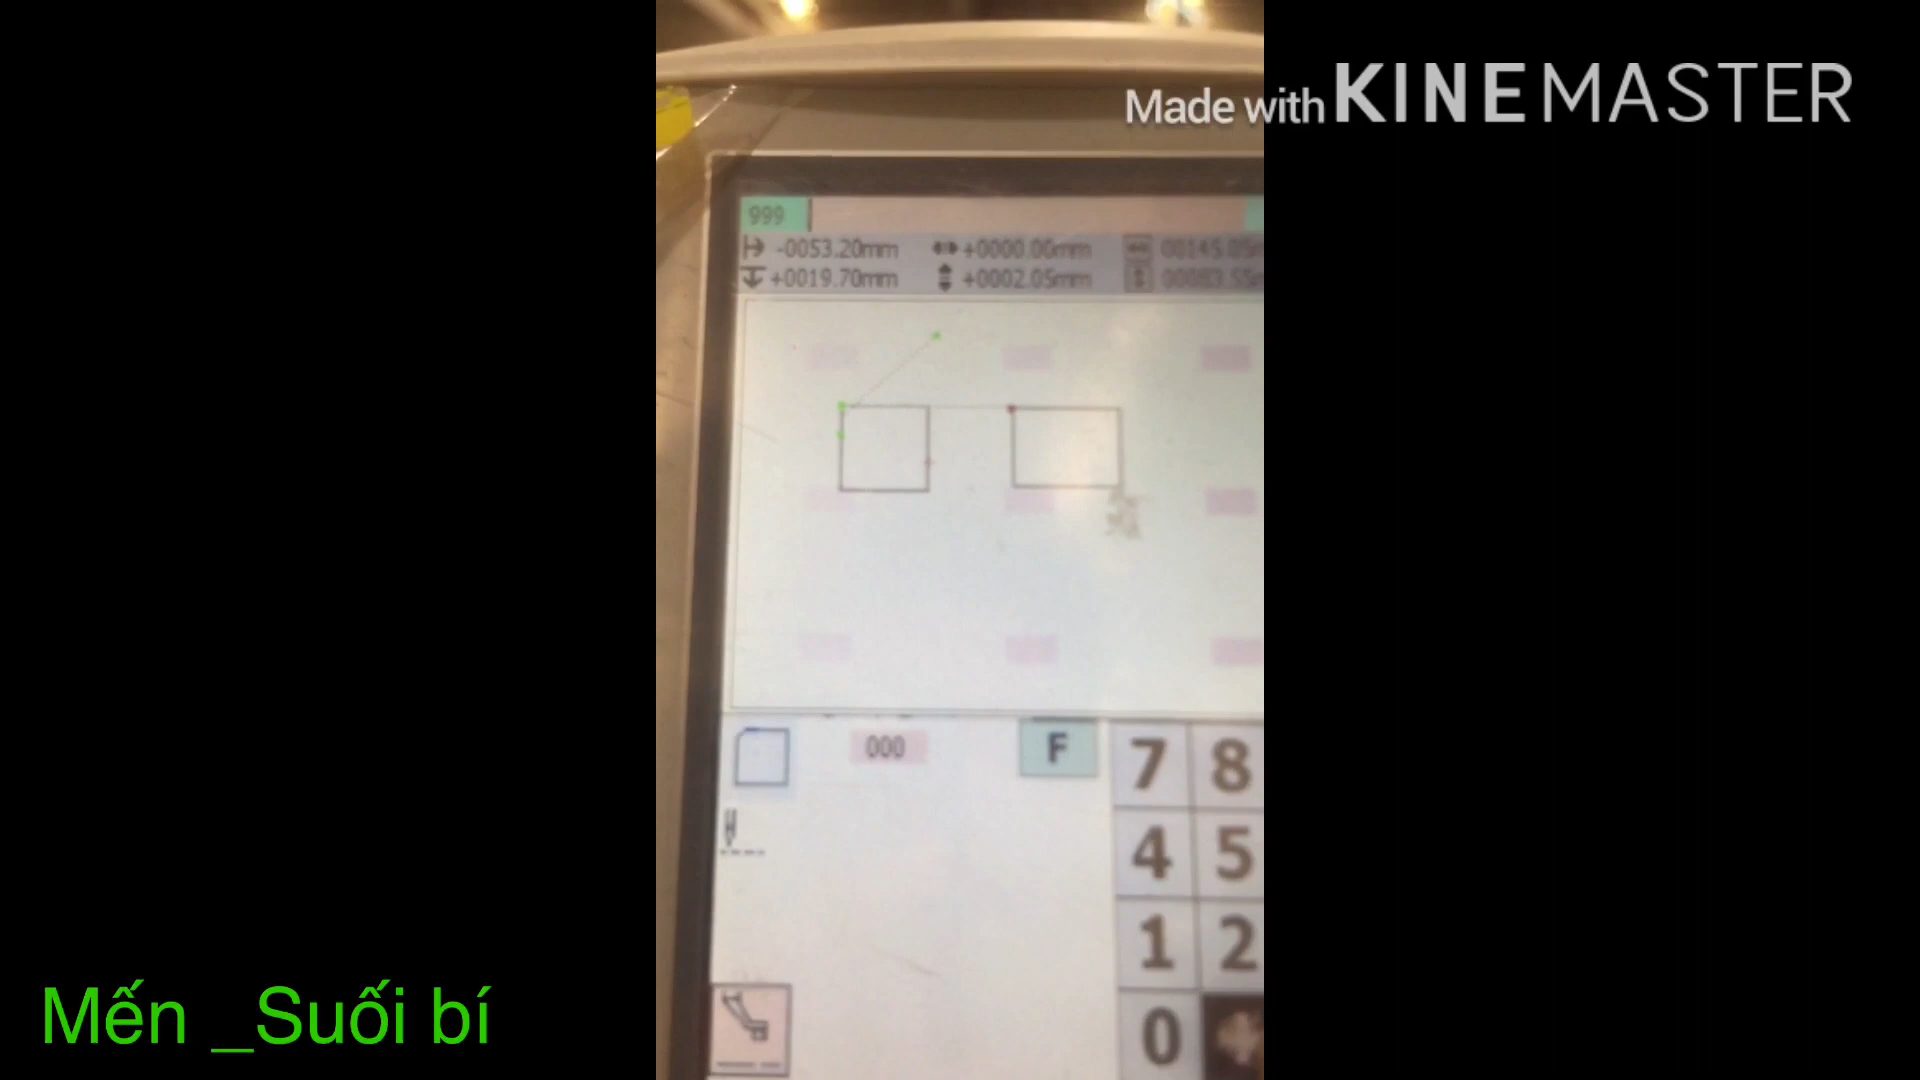 Made with KINEMASTER
999
-0053.20mm +0000.00mm
+0019.70mm +0002.05mm
000 F 7 8
4 5
1 2
0
Mến _Suối bí